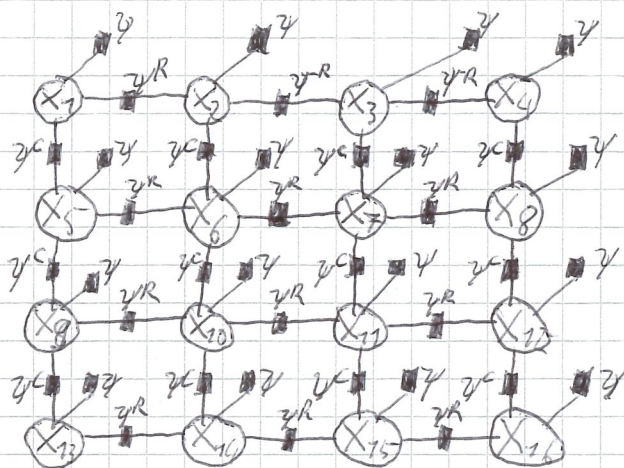 ψ ψ ψ ψ
X₁ ψᴿ X₂ ψᴿ X₃ ψᴿ X₄
ψᶜ ψ ψᶜ ψ ψᶜ ψ ψᶜ ψ
X₅ ψᴿ X₆ ψᴿ X₇ ψᴿ X₈
ψᶜ ψ ψᶜ ψ ψᶜ ψ ψᶜ ψ
X₉ ψᴿ X₁₀ ψᴿ X₁₁ ψᴿ X₁₂
ψᶜ ψ ψᶜ ψ ψᶜ ψ ψᶜ ψ
X₁₃ ψᴿ X₁₄ ψᴿ X₁₅ ψᴿ X₁₆